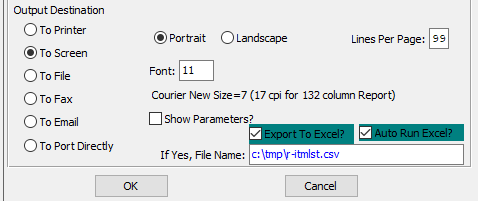 Output Destination
To Printer
To Screen
To File
To Fax
To Email
To Port Directly
Portrait Landscape Lines Per Page: 99
Font: 11
Courier New Size=7 (17 cpi for 132 column Report)
Show Parameters?
Export To Excel? Auto Run Excel?
If Yes, File Name: c:\tmp\r-itmlst.csv
OK Cancel